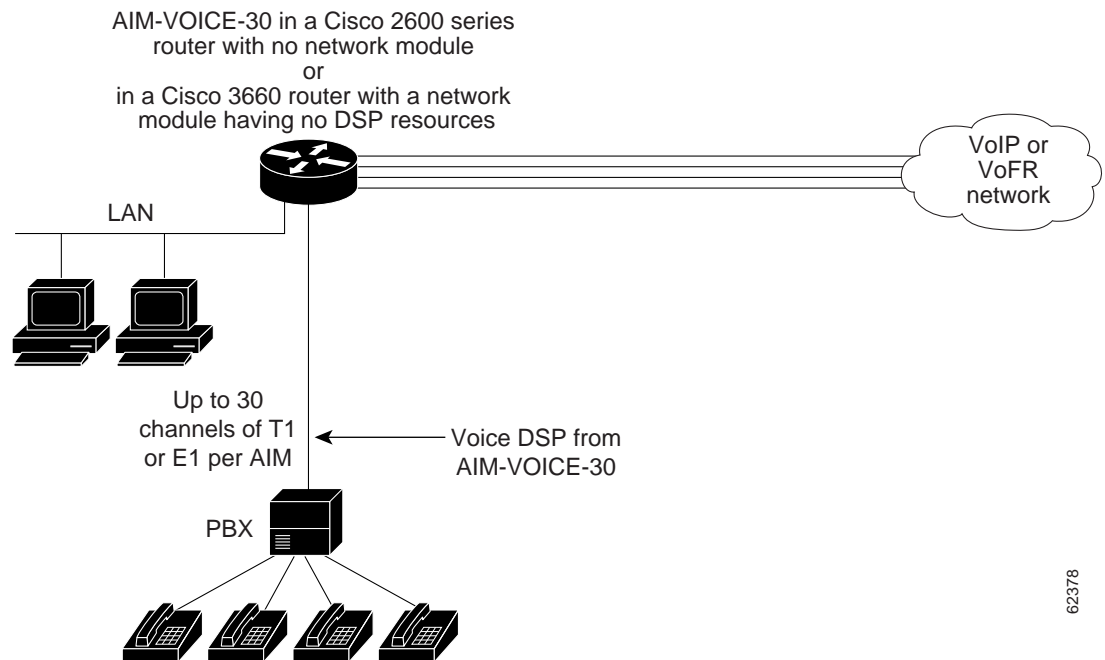 AIM-VOICE-30 in a Cisco 2600 series
router with no network module
or
in a Cisco 3660 router with a network
module having no DSP resources
VoIP or
VoFR
network
LAN
Up to 30
channels of T1
or E1 per AIM
Voice DSP from
AIM-VOICE-30
PBX
62378